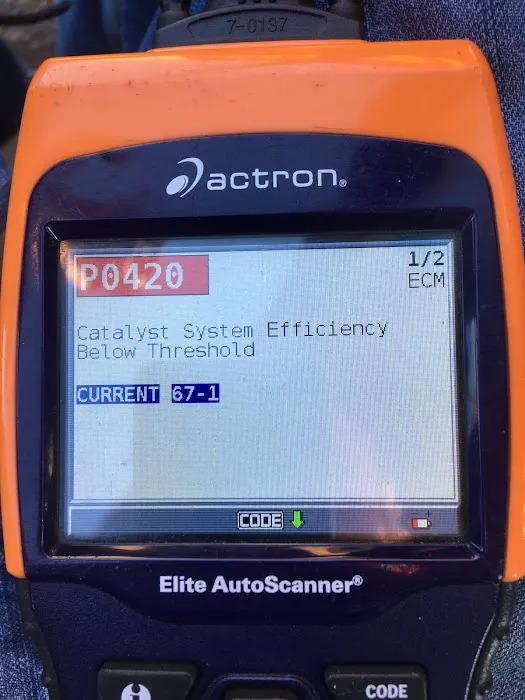 7-0137
actron®
P0420
1/2
ECM
Catalyst System Efficiency
Below Threshold
CURRENT 67-1
CODE
Elite AutoScanner®
i
CODE